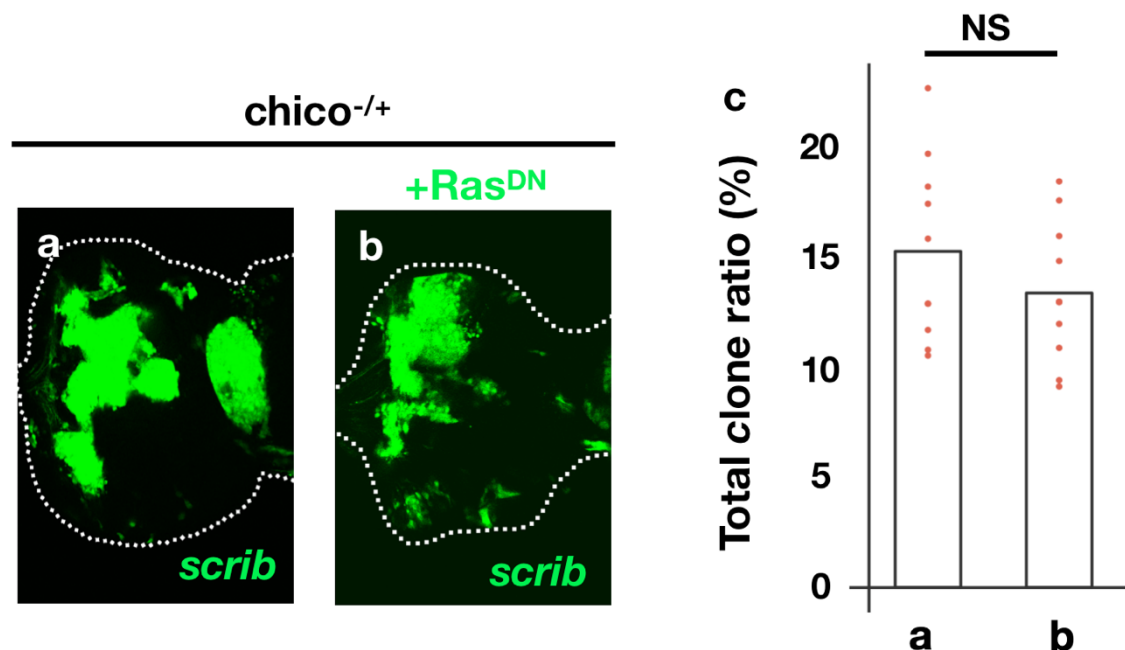 chico-/+
+RasDN
a
scrib
b
scrib
c
NS
Total clone ratio (%)
20
15
10
5
0
a
b